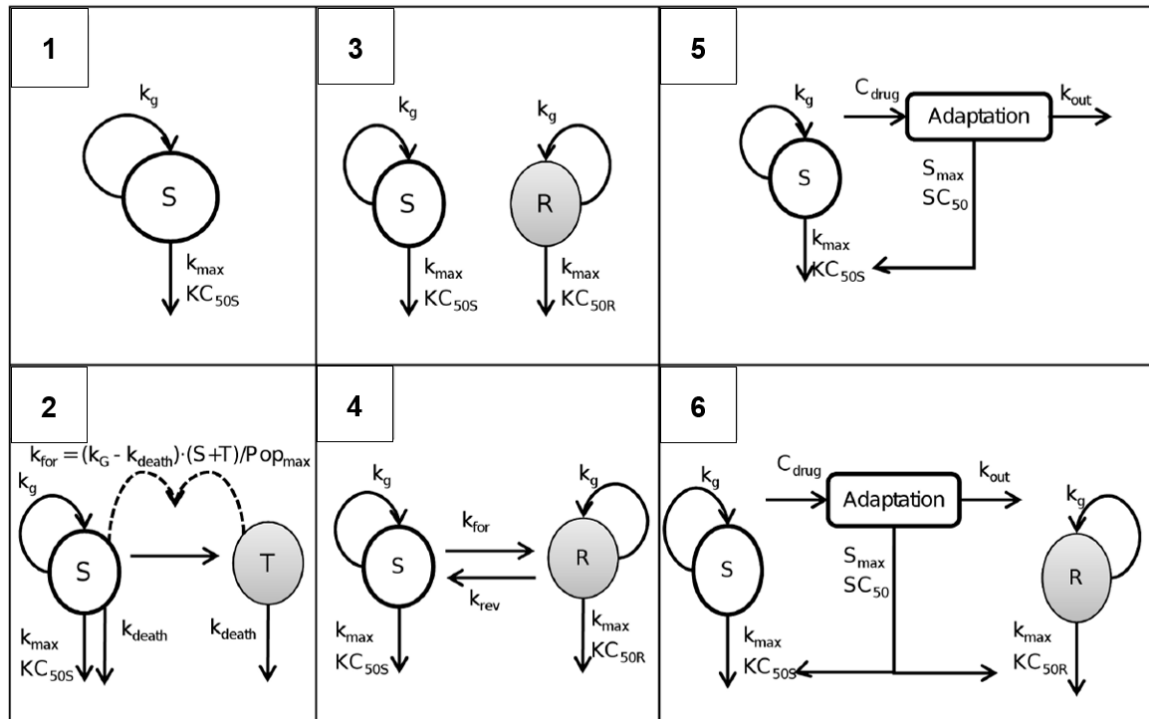 1
k_g
S
k_max
KC_50S
3
k_g
k_g
S
R
k_max
KC_50S
k_max
KC_50R
5
k_g
C_drug
Adaptation
k_out
S
S_max
SC_50
k_max
KC_50S
2
k_for = (k_G - k_death)·(S+T)/Pop_max
k_g
S
T
k_max
KC_50S
k_death
k_death
4
k_g
k_g
k_for
S
R
k_rev
k_max
KC_50S
k_max
KC_50R
6
k_g
C_drug
Adaptation
k_out
k_g
S
R
S_max
SC_50
k_max
KC_50S
k_max
KC_50R